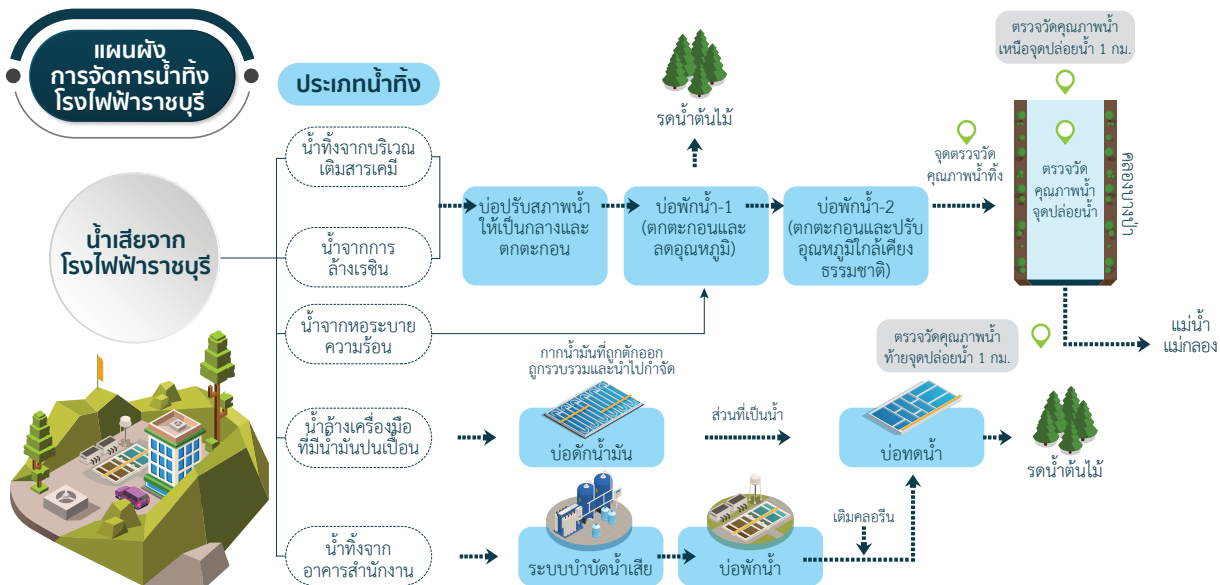 แผนผัง
การจัดการน้ำทิ้ง
โรงไฟฟ้าราชบุรี
ประเภทน้ำทิ้ง
น้ำเสียจาก
โรงไฟฟ้าราชบุรี
น้ำทิ้งจากบริเวณ
เติมสารเคมี
น้ำจากการ
ล้างเรซิน
น้ำจากหอระบาย
ความร้อน
น้ำล้างเครื่องมือ
ที่มีน้ำมันปนเปื้อน
น้ำทิ้งจาก
อาคารสำนักงาน
บ่อปรับสภาพน้ำ
ให้เป็นกลางและ
ตกตะกอน
รดน้ำต้นไม้
บ่อพักน้ำ-1
(ตกตะกอนและ
ลดอุณหภูมิ)
บ่อพักน้ำ-2
(ตกตะกอนและปรับ
อุณหภูมิใกล้เคียง
ธรรมชาติ)
จุดตรวจวัด
คุณภาพน้ำทิ้ง
ตรวจวัดคุณภาพน้ำ
เหนือจุดปล่อยน้ำ 1 กม.
ตรวจวัด
คุณภาพน้ำ
จุดปล่อยน้ำ
คลองบางป่า
แม่น้ำ
แม่กลอง
ตรวจวัดคุณภาพน้ำ
ท้ายจุดปล่อยน้ำ 1 กม.
กากน้ำมันที่ถูกดักออก
ถูกรวบรวมและนำไปกำจัด
บ่อดักน้ำมัน
ส่วนที่เป็นน้ำ
บ่อทดน้ำ
รดน้ำต้นไม้
ระบบบำบัดน้ำเสีย
บ่อพักน้ำ
เติมคลอรีน